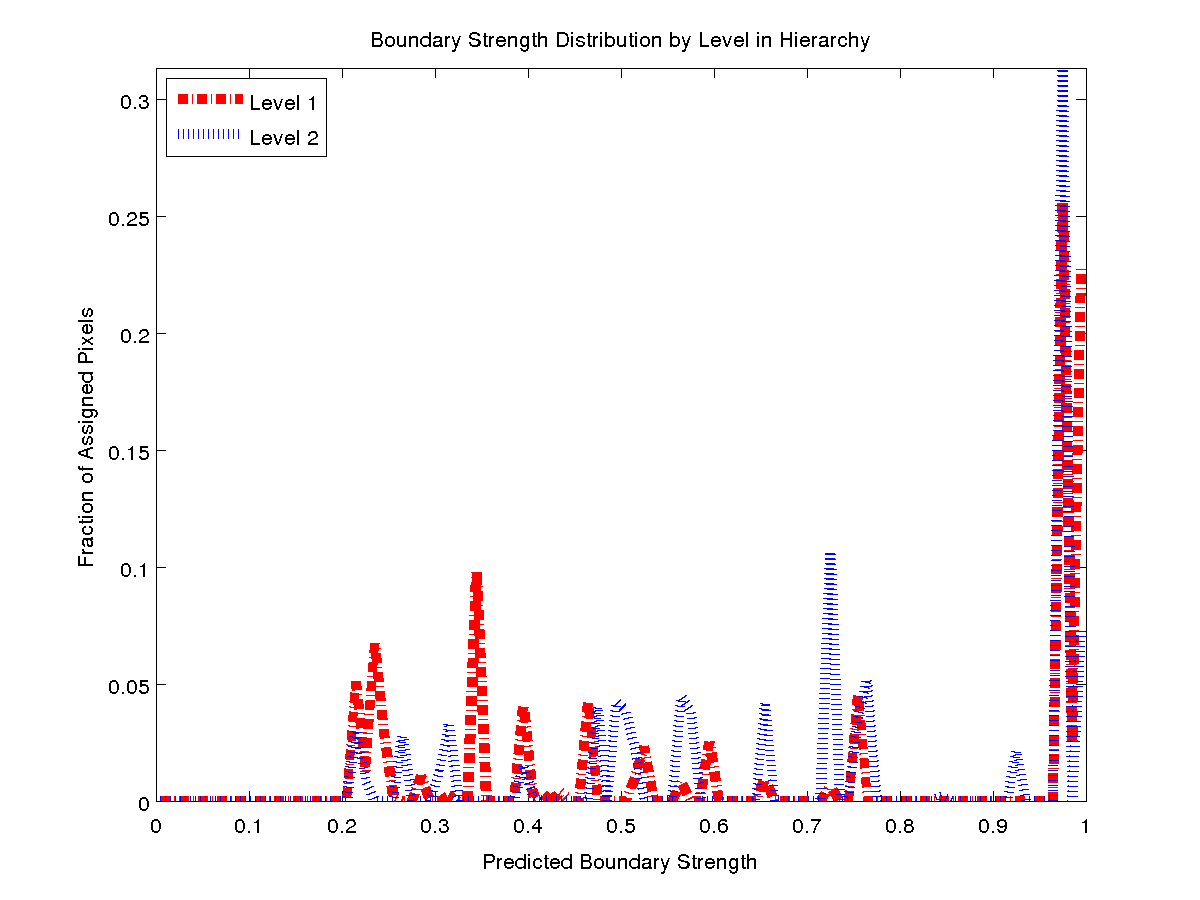 Boundary Strength Distribution by Level in Hierarchy
Level 1
Level 2
0.3
0.25
0.2
0.15
0.1
0.05
0
Fraction of Assigned Pixels
0 0.1 0.2 0.3 0.4 0.5 0.6 0.7 0.8 0.9 1
Predicted Boundary Strength